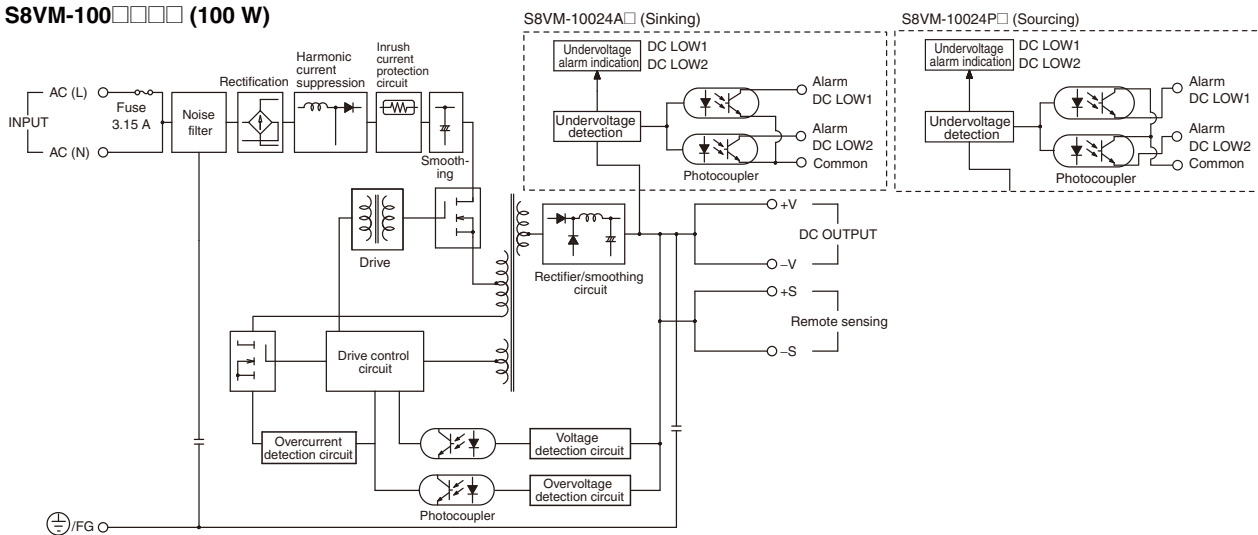 S8VM-100□□□□ (100 W)
S8VM-10024A□ (Sinking)
Undervoltage
alarm indication
DC LOW1
DC LOW2
Undervoltage
detection
Alarm
DC LOW1
Alarm
DC LOW2
Common
Photocoupler
S8VM-10024P□ (Sourcing)
Undervoltage
alarm indication
DC LOW1
DC LOW2
Undervoltage
detection
Alarm
DC LOW1
Alarm
DC LOW2
Common
Photocoupler
INPUT
AC (L)
Fuse
3.15 A
AC (N)
Noise
filter
Rectification
Harmonic
current
suppression
Inrush
current
protection
circuit
Smooth-
ing
Drive
Rectifier/smoothing
circuit
+V
DC OUTPUT
–V
+S
Remote sensing
–S
Drive control
circuit
Overcurrent
detection circuit
Voltage
detection circuit
Overvoltage
detection circuit
Photocoupler
/FG